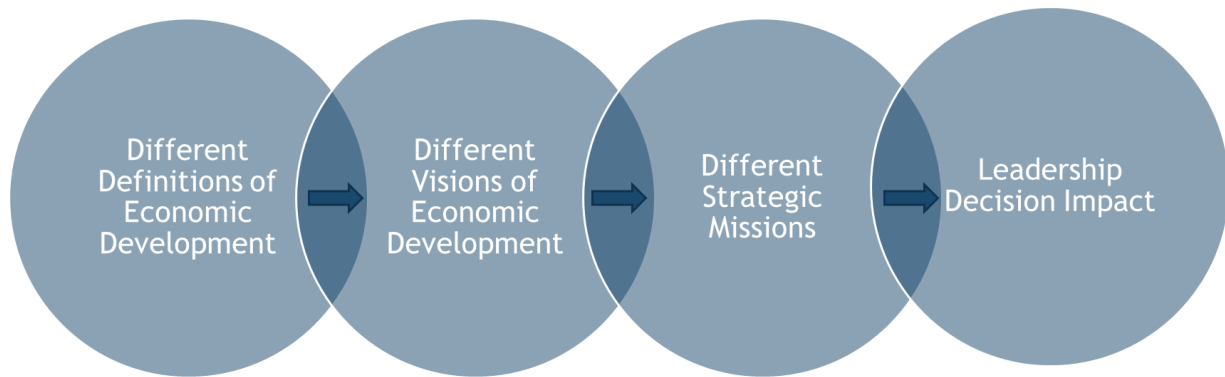 Different
Definitions of
Economic
Development
Different
Visions of
Economic
Development
Different
Strategic
Missions
Leadership
Decision Impact